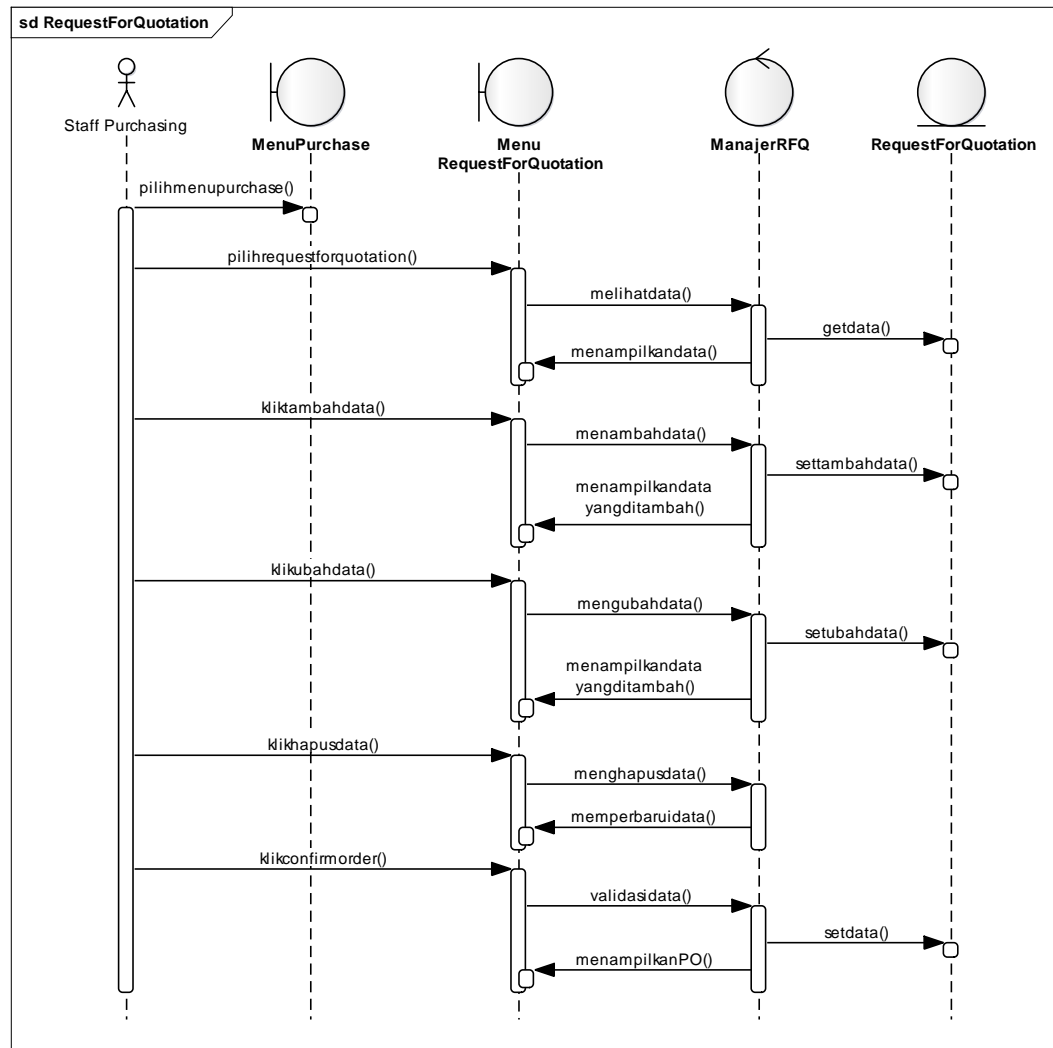 sd RequestForQuotation
Staff Purchasing
MenuPurchase
Menu
RequestForQuotation
ManajerRFQ
RequestForQuotation
pilihmenupurchase()
pilihrequestforquotation()
melihatdata()
getdata()
menampilkandata()
kliktambahdata()
menambahdata()
settambahdata()
menampilkandata
yangditambah()
klikubahdata()
mengubahdata()
setubahdata()
menampilkandata
yangditambah()
klikhapusdata()
menghapusdata()
memperbaruidata()
klikconfirmorder()
validasidata()
setdata()
menampilkanPO()